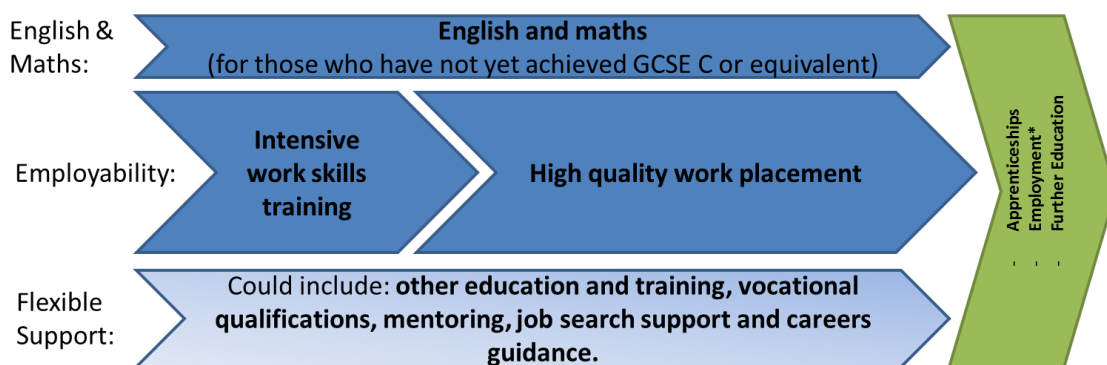 English &
Maths:
English and maths
(for those who have not yet achieved GCSE C or equivalent)
Employability:
Intensive
work skills
training
High quality work placement
Flexible
Support:
Could include: other education and training, vocational
qualifications, mentoring, job search support and careers
guidance.
- Apprenticeships
- Employment*
- Further Education